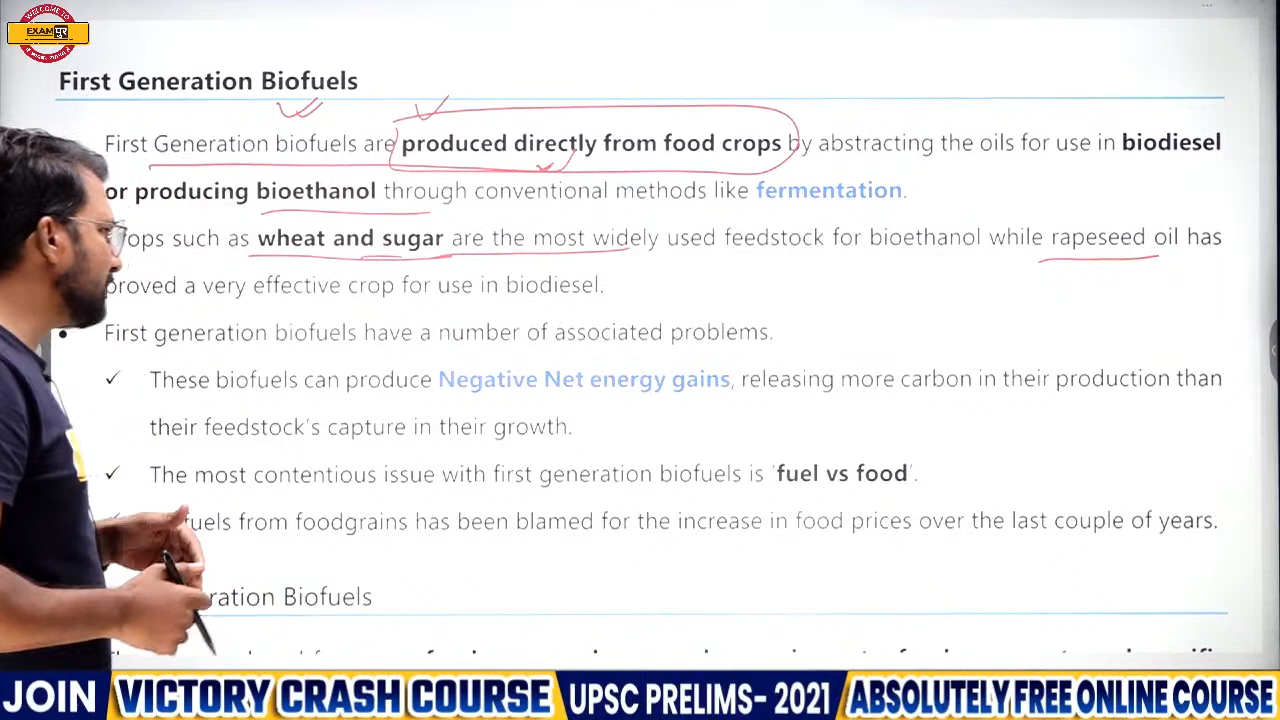 WELCOME TO
EXAM पुर
First Generation Biofuels
First Generation biofuels are produced directly from food crops by abstracting the oils for use in biodiesel
or producing bioethanol through conventional methods like fermentation.
ops such as wheat and sugar are the most widely used feedstock for bioethanol while rapeseed oil has
proved a very effective crop for use in biodiesel.
• First generation biofuels have a number of associated problems.
✓ These biofuels can produce Negative Net energy gains, releasing more carbon in their production than
their feedstock's capture in their growth.
✓ The most contentious issue with first generation biofuels is 'fuel vs food'.
fuels from foodgrains has been blamed for the increase in food prices over the last couple of years.
ration Biofuels
JOIN VICTORY CRASH COURSE UPSC PRELIMS- 2021 ABSOLUTELY FREE ONLINE COURSE